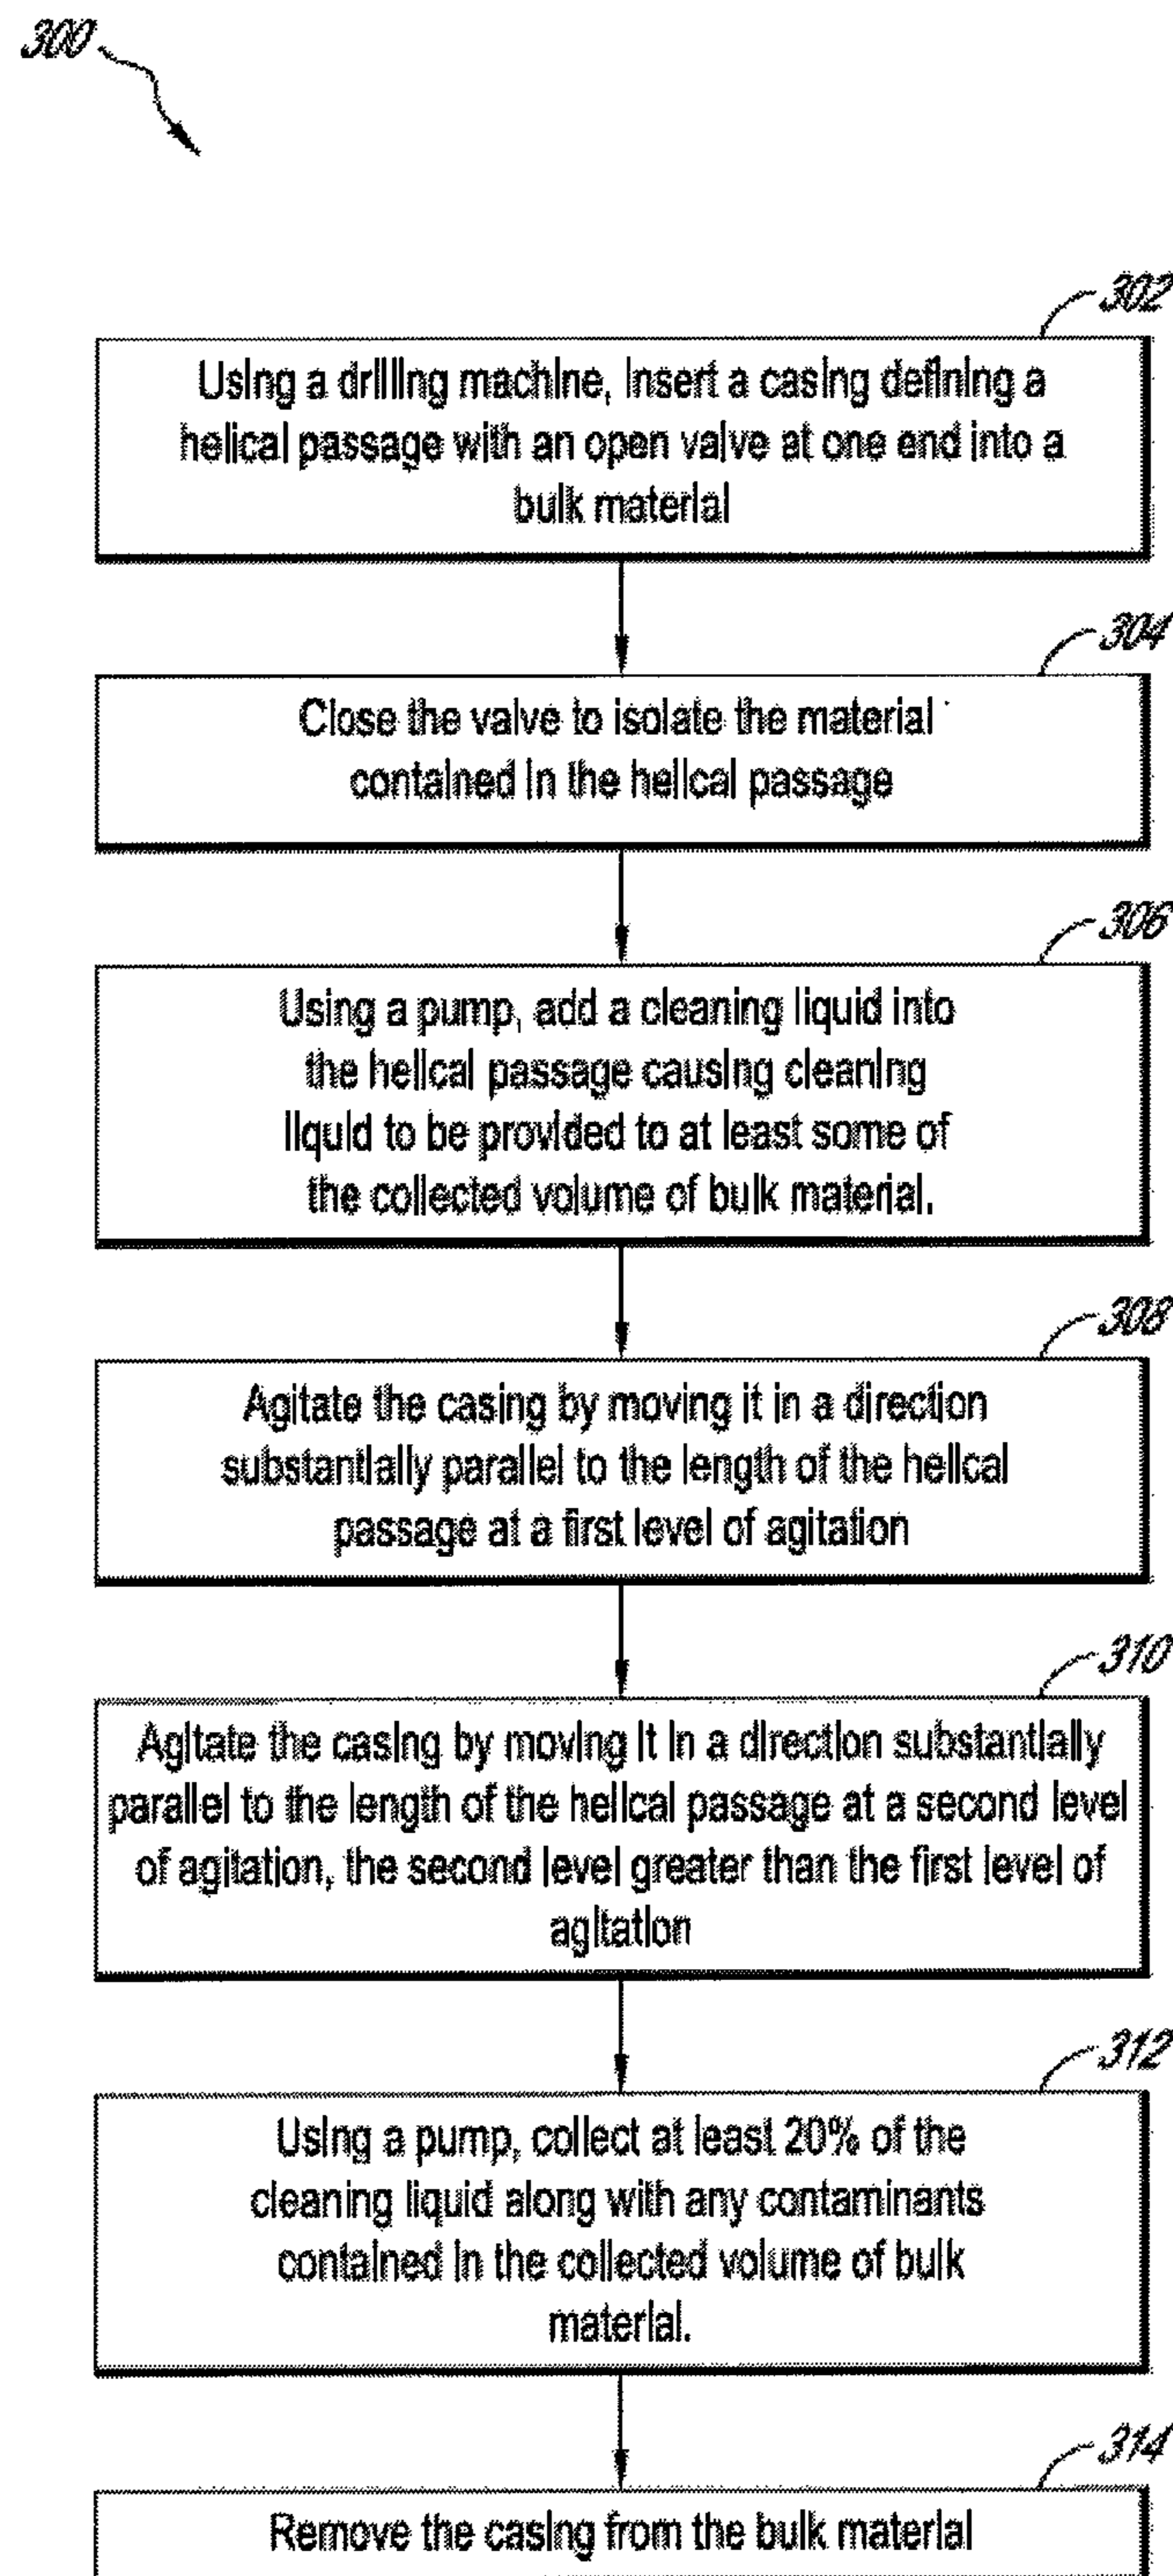 300
302
Using a drilling machine, insert a casing defining a
helical passage with an open valve at one end into a
bulk material
304
Close the valve to isolate the material
contained in the helical passage
306
Using a pump, add a cleaning liquid into
the helical passage causing cleaning
liquid to be provided to at least some of
the collected volume of bulk material.
308
Agitate the casing by moving it in a direction
substantially parallel to the length of the helical
passage at a first level of agitation
310
Agitate the casing by moving it in a direction substantially
parallel to the length of the helical passage at a second level
of agitation, the second level greater than the first level of
agitation
312
Using a pump, collect at least 20% of the
cleaning liquid along with any contaminants
contained in the collected volume of bulk
material.
314
Remove the casing from the bulk material